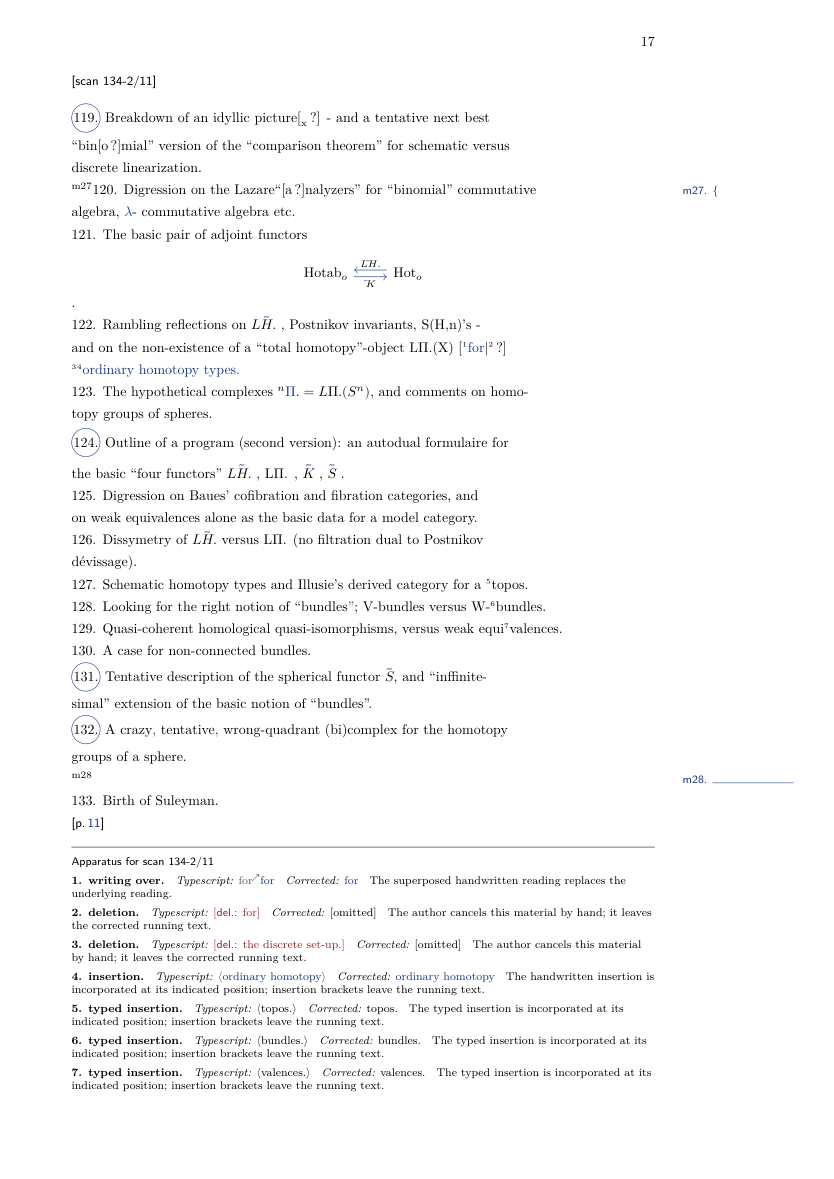 17
[scan 134-2/11]
119. Breakdown of an idyllic picture[ₓ ?] - and a tentative next best
“bin[o ?]mial” version of the “comparison theorem” for schematic versus
discrete linearization.
m27120. Digression on the Lazare“[a ?]nalyzers” for “binomial” commutative
m27. {
algebra, λ- commutative algebra etc.
121. The basic pair of adjoint functors
LH̃.
Hotabₒ ⇄ Hotₒ
K̃
.
122. Rambling reflections on LH̃. , Postnikov invariants, S(H,n)’s -
and on the non-existence of a “total homotopy”-object LΠ.(X) [¹for|² ?]
³⁴ordinary homotopy types.
123. The hypothetical complexes ⁿΠ. = LΠ.(Sⁿ), and comments on homo-
topy groups of spheres.
124. Outline of a program (second version): an autodual formulaire for
the basic “four functors” LH̃. , LΠ. , K̃ , S̃ .
125. Digression on Baues’ cofibration and fibration categories, and
on weak equivalences alone as the basic data for a model category.
126. Dissymetry of LH̃. versus LΠ. (no filtration dual to Postnikov
dévissage).
127. Schematic homotopy types and Illusie’s derived category for a ⁵topos.
128. Looking for the right notion of “bundles”; V-bundles versus W-⁶bundles.
129. Quasi-coherent homological quasi-isomorphisms, versus weak equi⁷valences.
130. A case for non-connected bundles.
131. Tentative description of the spherical functor S̃, and “inffinite-
simal” extension of the basic notion of “bundles”.
132. A crazy, tentative, wrong-quadrant (bi)complex for the homotopy
groups of a sphere.
m28
m28.
133. Birth of Suleyman.
[p. 11]
Apparatus for scan 134-2/11
1. writing over. Typescript: for↗for Corrected: for The superposed handwritten reading replaces the
underlying reading.
2. deletion. Typescript: [del.: for] Corrected: [omitted] The author cancels this material by hand; it leaves
the corrected running text.
3. deletion. Typescript: [del.: the discrete set-up.] Corrected: [omitted] The author cancels this material
by hand; it leaves the corrected running text.
4. insertion. Typescript: ⟨ordinary homotopy⟩ Corrected: ordinary homotopy The handwritten insertion is
incorporated at its indicated position; insertion brackets leave the running text.
5. typed insertion. Typescript: ⟨topos.⟩ Corrected: topos. The typed insertion is incorporated at its
indicated position; insertion brackets leave the running text.
6. typed insertion. Typescript: ⟨bundles.⟩ Corrected: bundles. The typed insertion is incorporated at its
indicated position; insertion brackets leave the running text.
7. typed insertion. Typescript: ⟨valences.⟩ Corrected: valences. The typed insertion is incorporated at its
indicated position; insertion brackets leave the running text.